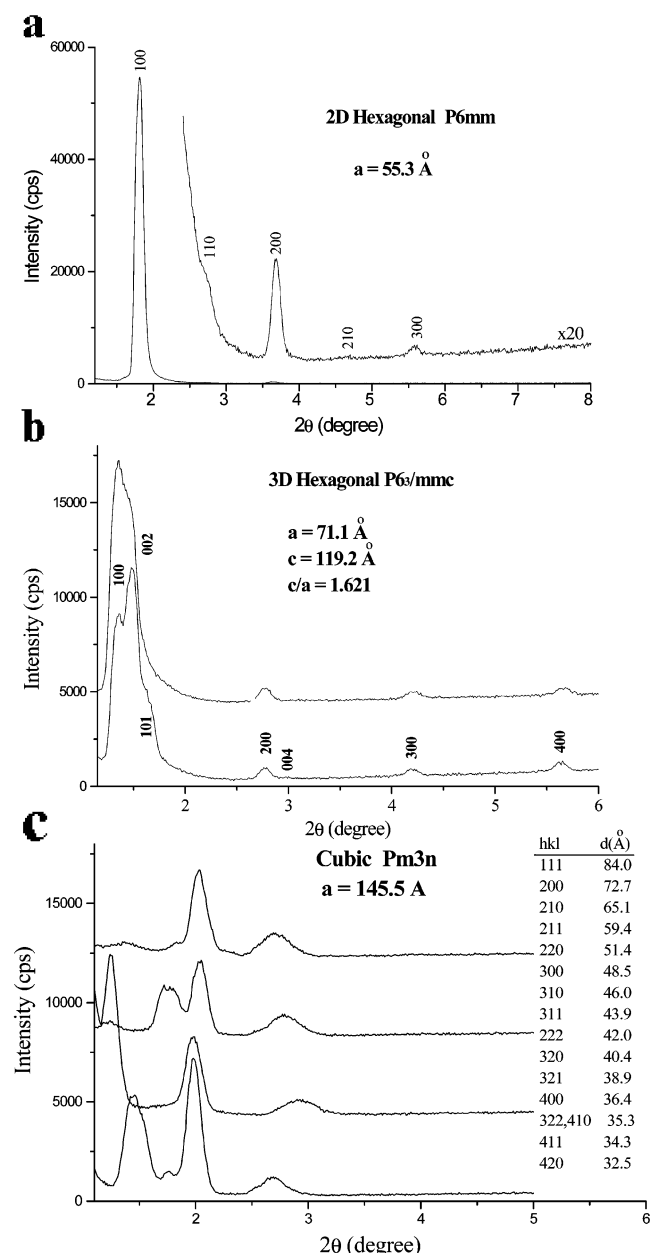 a
60000
100
2D Hexagonal P6mm
a = 55.3 Å
40000
Intensity (cps)
110
200
20000
210
300
x20
0
2 3 4 5 6 7 8
2θ (degree)
b
15000
3D Hexagonal P6₃/mmc
a = 71.1 Å
c = 119.2 Å
c/a = 1.621
002
100
10000
Intensity (cps)
5000
101
200
004
300
400
0
2 3 4 5 6
2θ (degree)
c
Cubic Pm3n
a = 145.5 A
hkl d(Å)
111 84.0
200 72.7
210 65.1
211 59.4
220 51.4
300 48.5
310 46.0
311 43.9
222 42.0
320 40.4
321 38.9
400 36.4
322,410 35.3
411 34.3
420 32.5
15000
10000
Intensity (cps)
5000
0
2 3 4 5 6
2θ (degree)